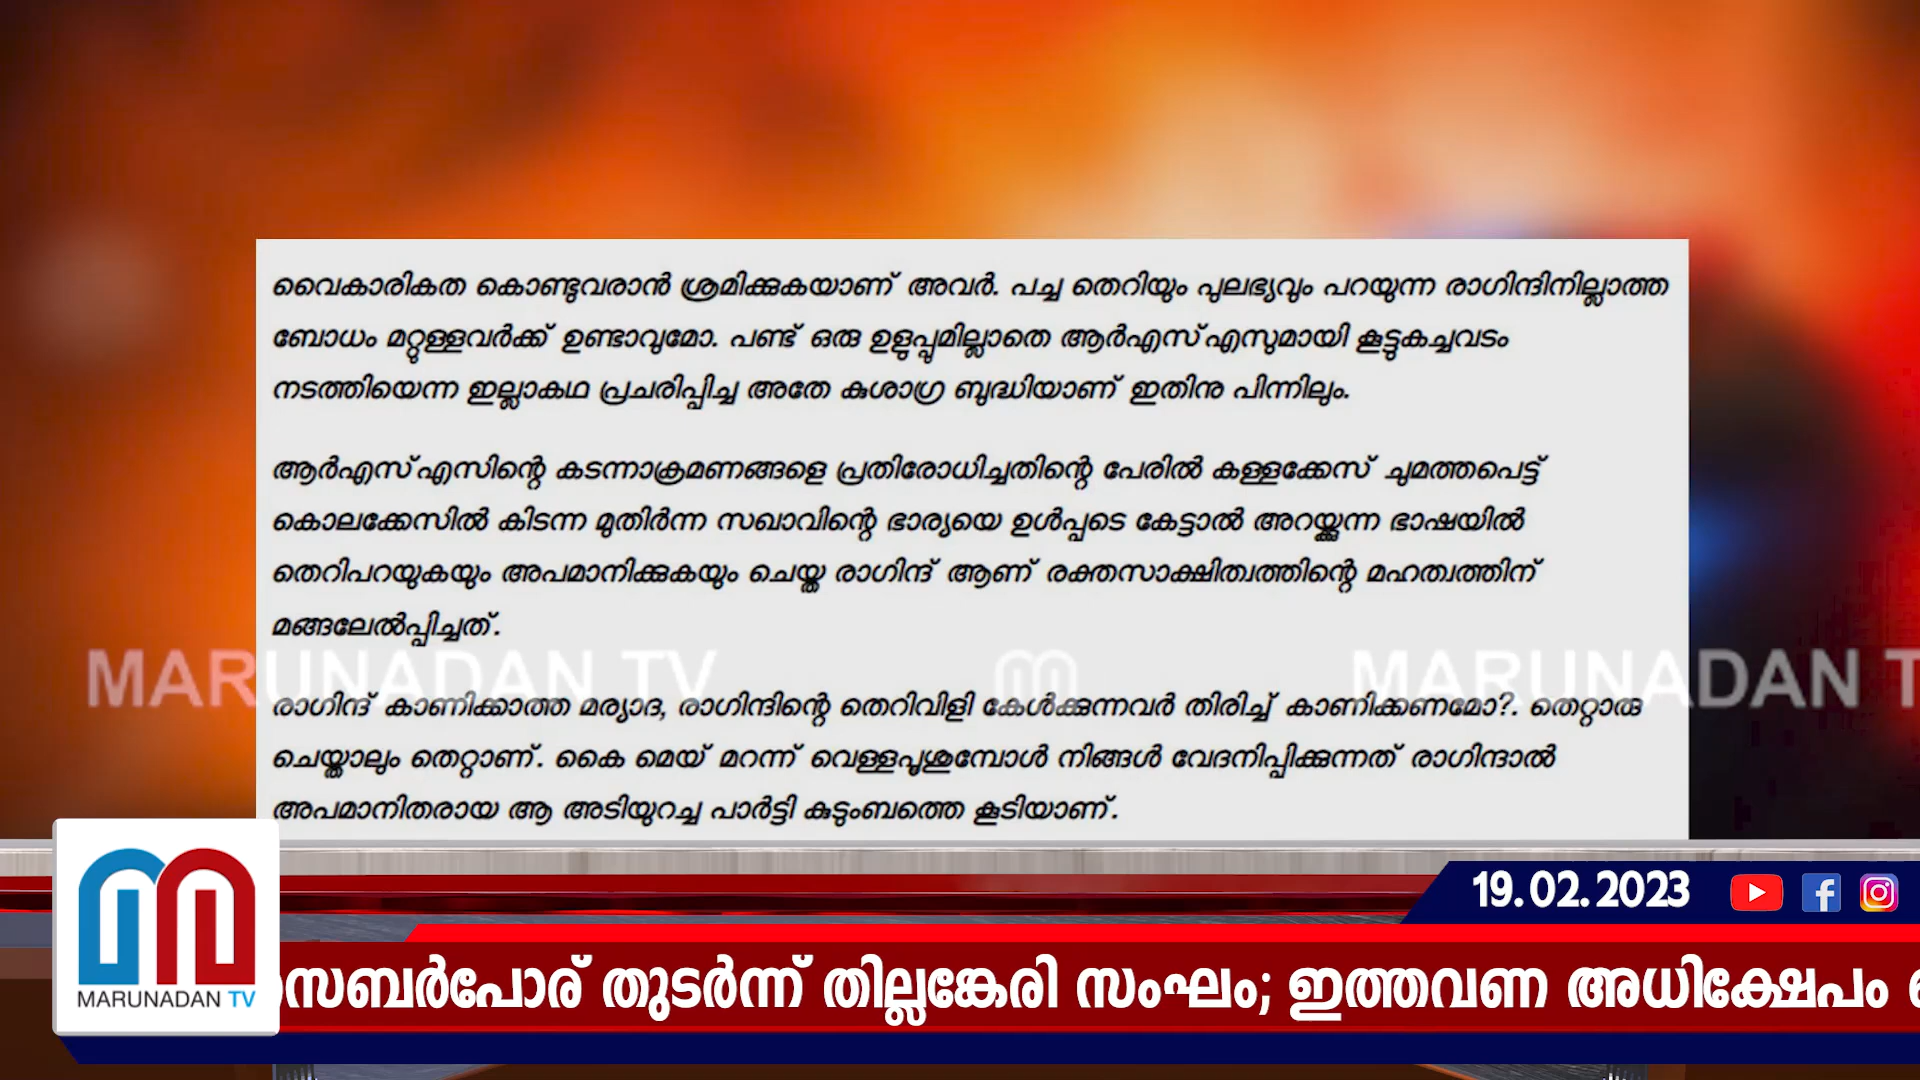 വൈകാരികത കൊണ്ടുവരാൻ ശ്രമിക്കുകയാണ് അവർ. പച്ച തെറിയും പുലഭ്യവും പറയുന്ന രാഗിന്ദിനില്ലാത്ത
ബോധം മറ്റുള്ളവർക്ക് ഉണ്ടാവുമോ. പണ്ട് ഒരു ഉളുപ്പുമില്ലാതെ ആർഎസ്എസുമായി കൂട്ടുകച്ചവടം
നടത്തിയെന്ന ഇല്ലാകഥ പ്രചരിപ്പിച്ച അതേ കുശാഗ്ര ബുദ്ധിയാണ് ഇതിനു പിന്നിലും.
ആർഎസ്എസിന്റെ കടന്നാക്രമണങ്ങളെ പ്രതിരോധിച്ചതിന്റെ പേരിൽ കള്ളക്കേസ് ചുമത്തപെട്ട്
കൊലക്കേസിൽ കിടന്ന മുതിർന്ന സഖാവിന്റെ ഭാര്യയെ ഉൾപ്പടെ കേട്ടാൽ അറയ്ക്കുന്ന ഭാഷയിൽ
തെറിപറയുകയും അപമാനിക്കുകയും ചെയ്ത രാഗിന്ദ് ആണ് രക്തസാക്ഷിത്വത്തിന്റെ മഹത്വത്തിന്
മങ്ങലേൽപ്പിച്ചത്.
MARUNADAN TV MARUNADAN T
രാഗിന്ദ് കാണിക്കാത്ത മര്യാദ, രാഗിന്ദിന്റെ തെറിവിളി കേൾക്കുന്നവർ തിരിച്ച് കാണിക്കണമോ?. തെറ്റാരു
ചെയ്താലും തെറ്റാണ്. കൈ മെയ് മറന്ന് വെള്ളപൂശുമ്പോൾ നിങ്ങൾ വേദനിപ്പിക്കുന്നത് രാഗിന്ദാൽ
അപമാനിതരായ ആ അടിയുറച്ച പാർട്ടി കുടുംബത്തെ കൂടിയാണ്.
19.02.2023
MARUNADAN TV
സൈബർപോര് തുടർന്ന് തില്ലങ്കേരി സംഘം; ഇത്തവണ അധിക്ഷേപം